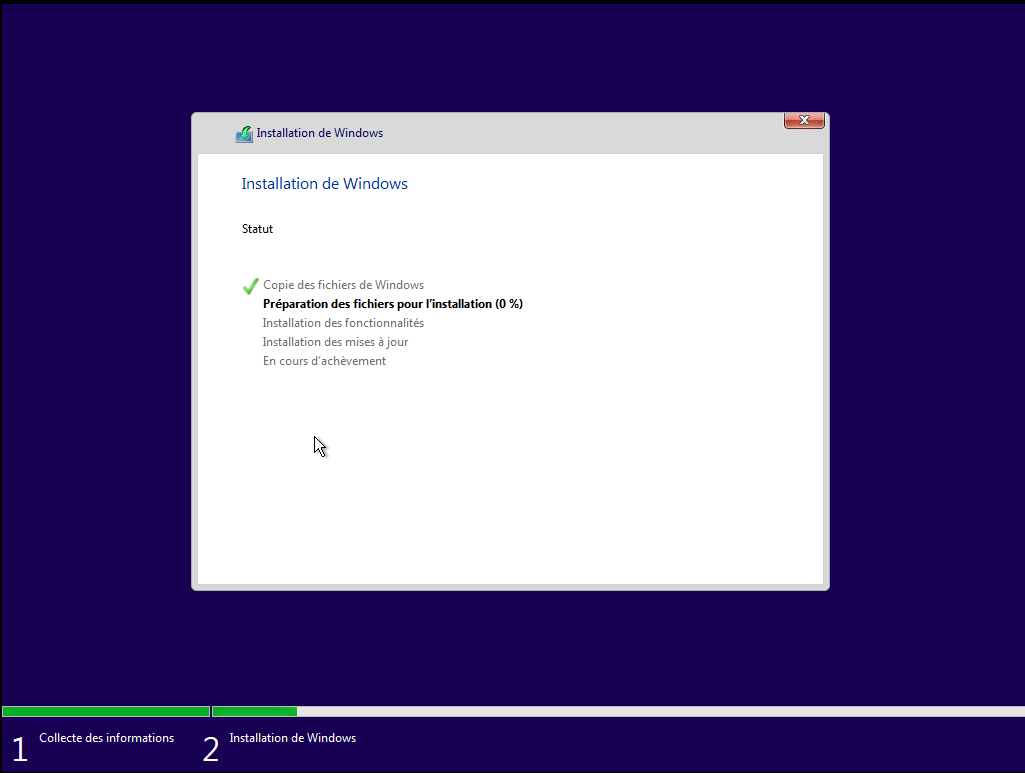 Installation de Windows
Installation de Windows
Statut
Copie des fichiers de Windows
Préparation des fichiers pour l'installation (0 %)
Installation des fonctionnalités
Installation des mises à jour
En cours d'achèvement
1 Collecte des informations 2 Installation de Windows